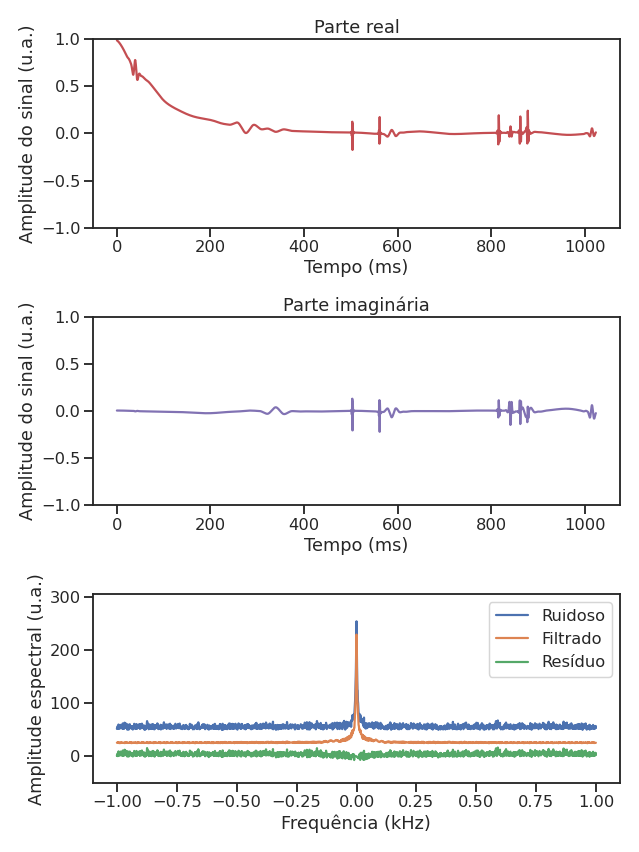 Parte real
Amplitude do sinal (u.a.)
1.0
0.5
0.0
−0.5
−1.0
0 200 400 600 800 1000
Tempo (ms)
Parte imaginária
Amplitude do sinal (u.a.)
1.0
0.5
0.0
−0.5
−1.0
0 200 400 600 800 1000
Tempo (ms)
Amplitude espectral (u.a.)
300
200
100
0
Ruidoso
Filtrado
Resíduo
−1.00 −0.75 −0.50 −0.25 0.00 0.25 0.50 0.75 1.00
Frequência (kHz)